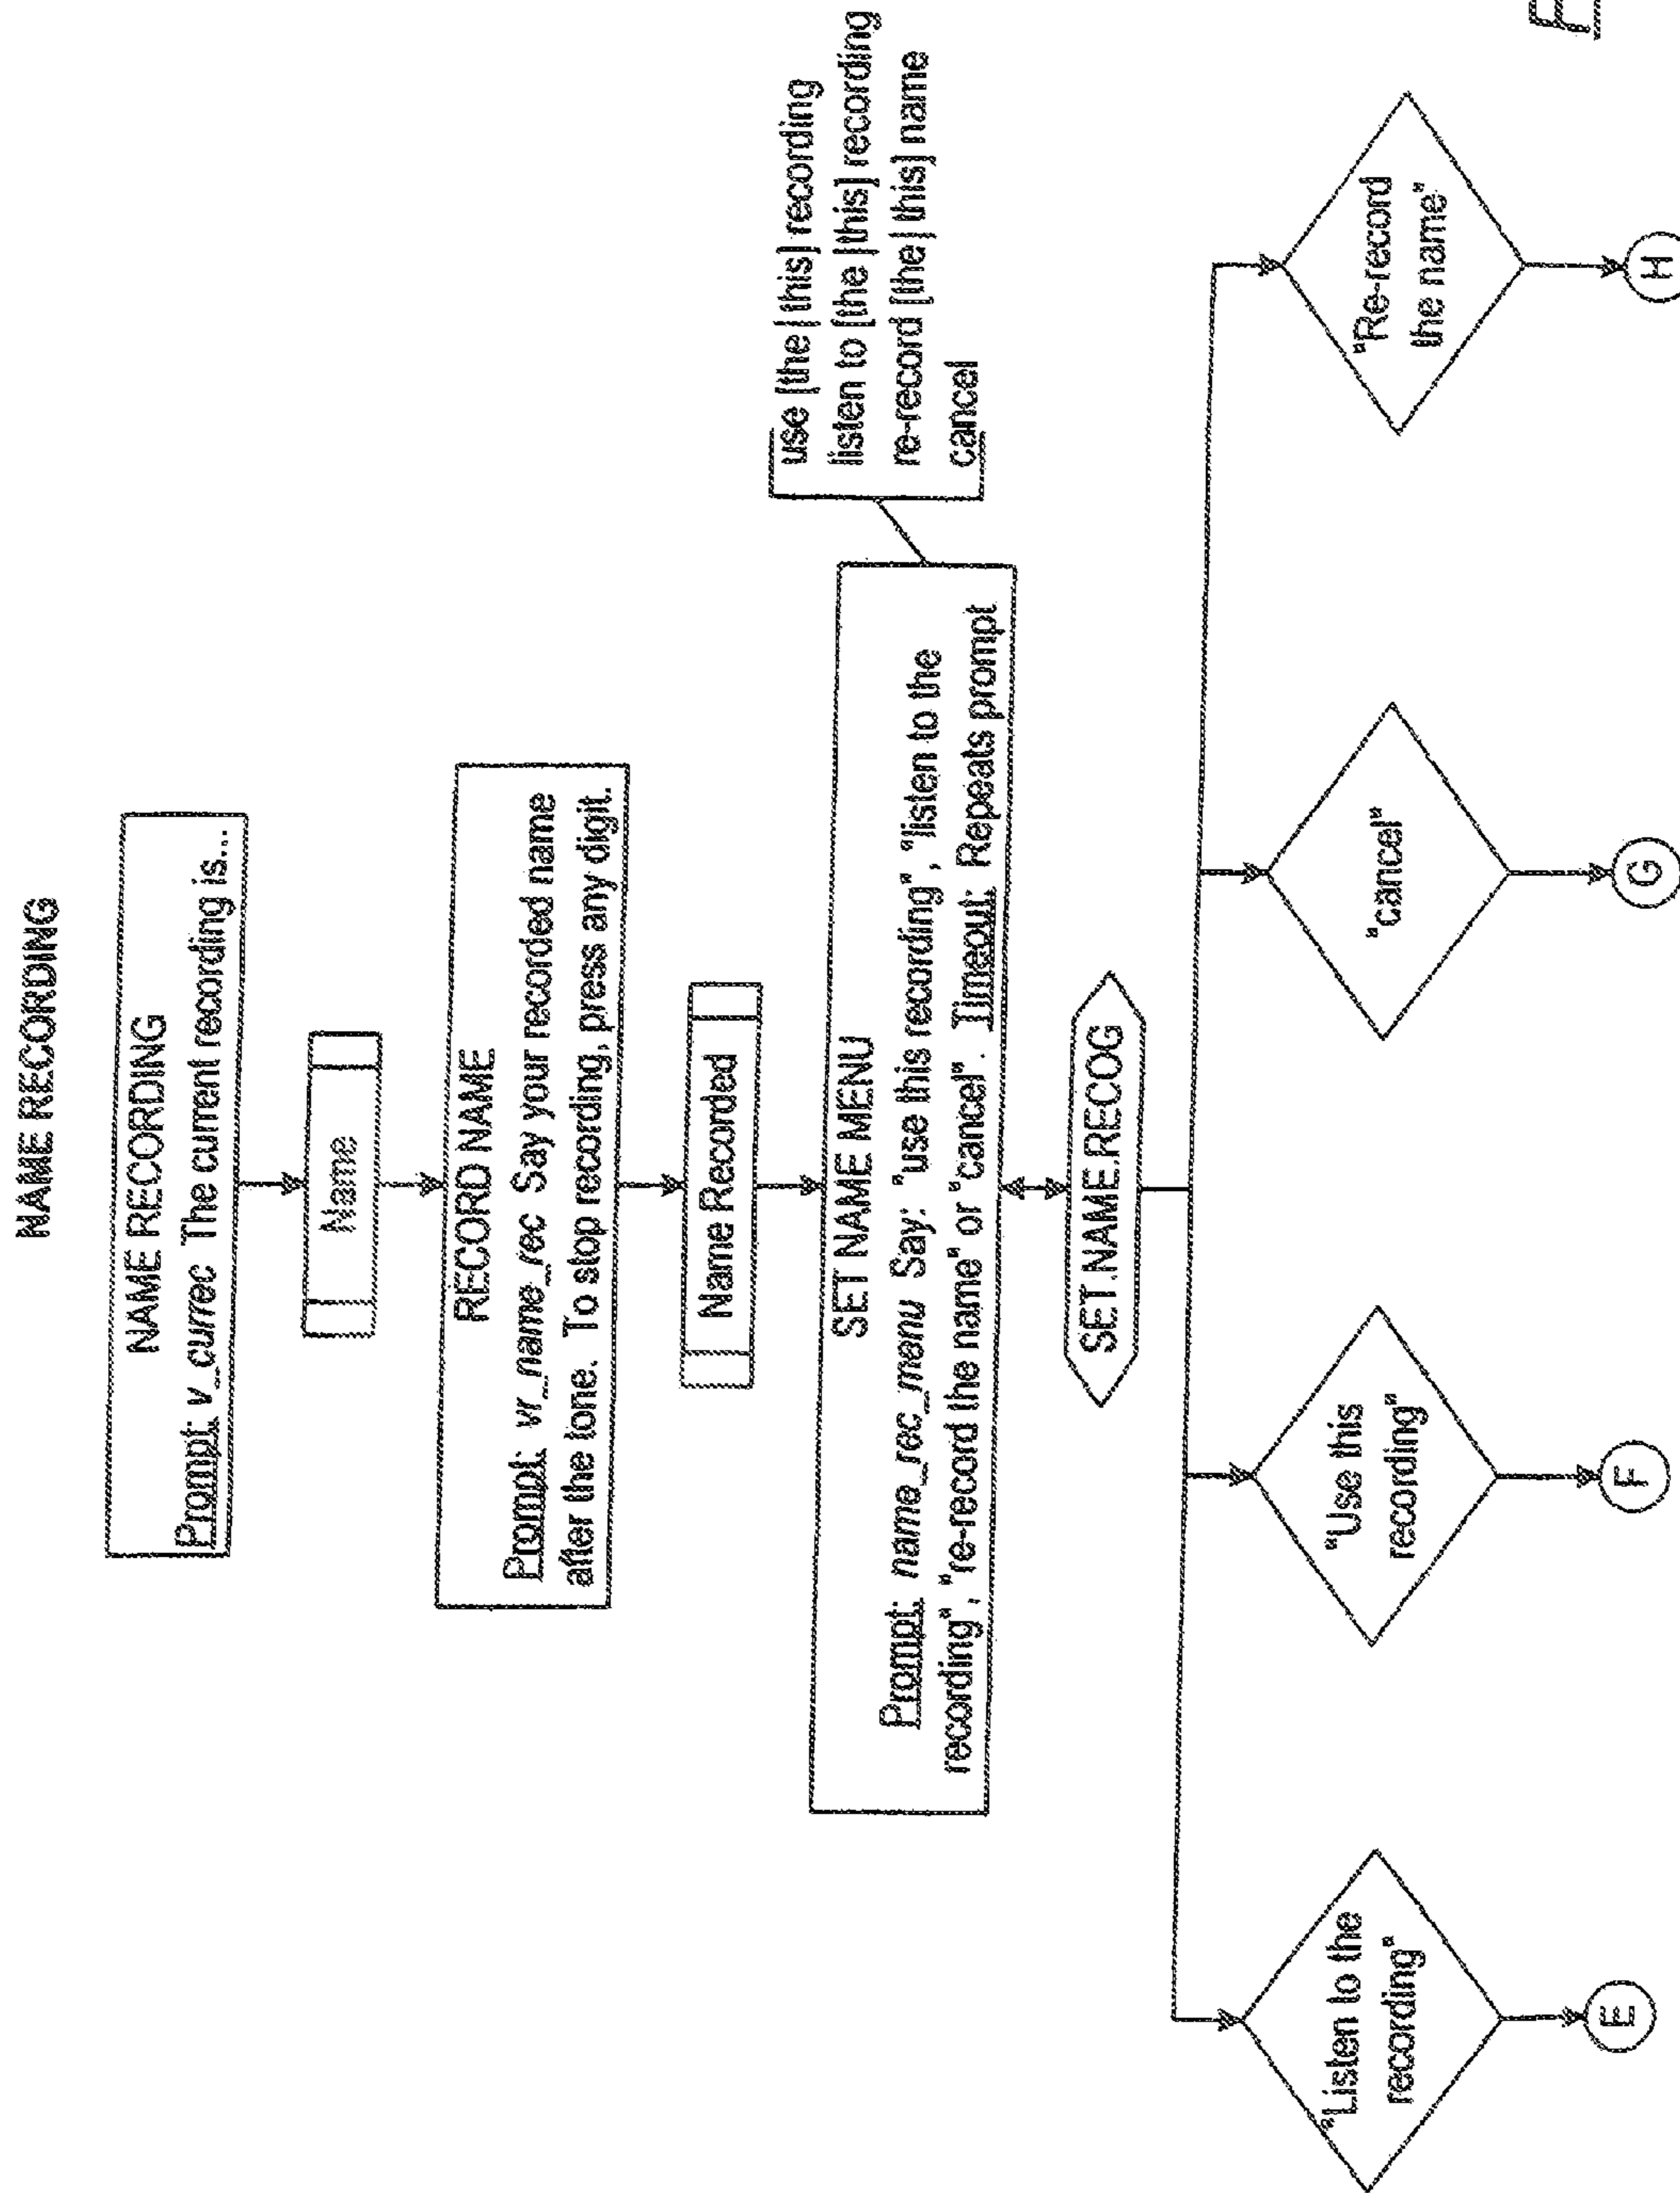 NAME RECORDING
NAME RECORDING
Prompt: v_currec The current recording is...
Name
RECORD NAME
Prompt: vr_name_rec Say your recorded name
after the tone. To stop recording, press any digit.
Name Recorded
SET NAME MENU
Prompt: name_rec_menu Say: "use this recording", "listen to the
recording", "re-record the name" or "cancel". Timeout: Repeats prompt
use [the | this] recording
listen to [the | this] recording
re-record [the | this] name
cancel
SET.NAME.RECOG
"Listen to the
recording"
"Use this
recording"
"cancel"
"Re-record
the name"
E
F
G
H